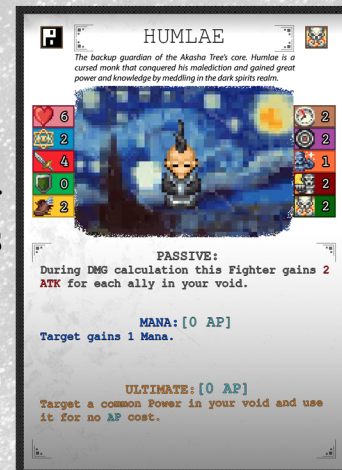 HUMLAE
The backup guardian of the Akasha Tree's core. Humlae is a
cursed monk that conquered his malediction and gained great
power and knowledge by meddling in the dark spirits realm.
6
2
2
2
4
1
0
2
2
2
PASSIVE:
During DMG calculation this Fighter gains 2
ATK for each ally in your void.
MANA:[0 AP]
Target gains 1 Mana.
ULTIMATE:[0 AP]
Target a common Power in your void and use
it for no AP cost.